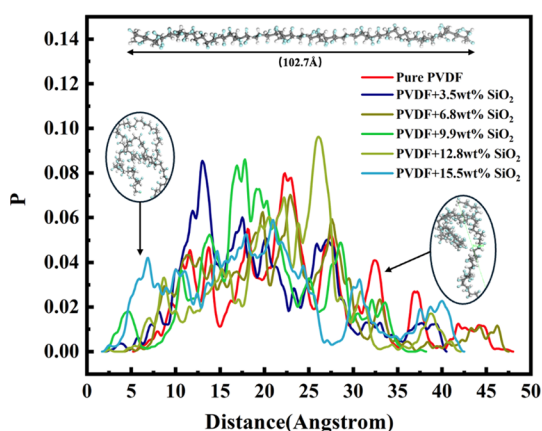 0.14
(102.7Å)
0.12
Pure PVDF
PVDF+3.5wt% SiO₂
PVDF+6.8wt% SiO₂
PVDF+9.9wt% SiO₂
PVDF+12.8wt% SiO₂
PVDF+15.5wt% SiO₂
0.10
0.08
P
0.06
0.04
0.02
0.00
0 5 10 15 20 25 30 35 40 45 50
Distance(Angstrom)